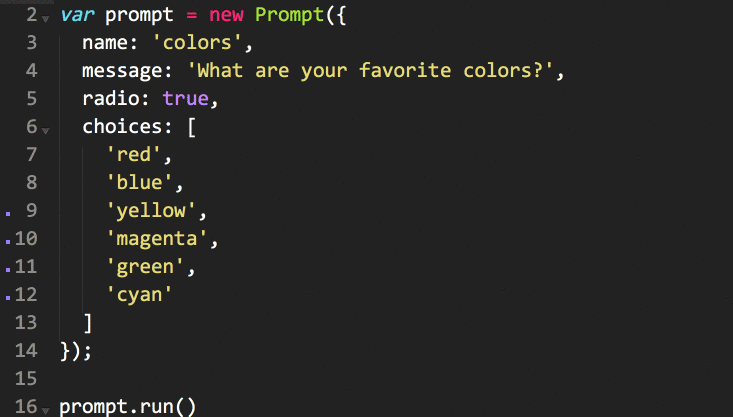 2 var prompt = new Prompt({
3 name: 'colors',
4 message: 'What are your favorite colors?',
5 radio: true,
6 choices: [
7 'red',
8 'blue',
9 'yellow',
10 'magenta',
11 'green',
12 'cyan'
13 ]
14 });
15
16 prompt.run()